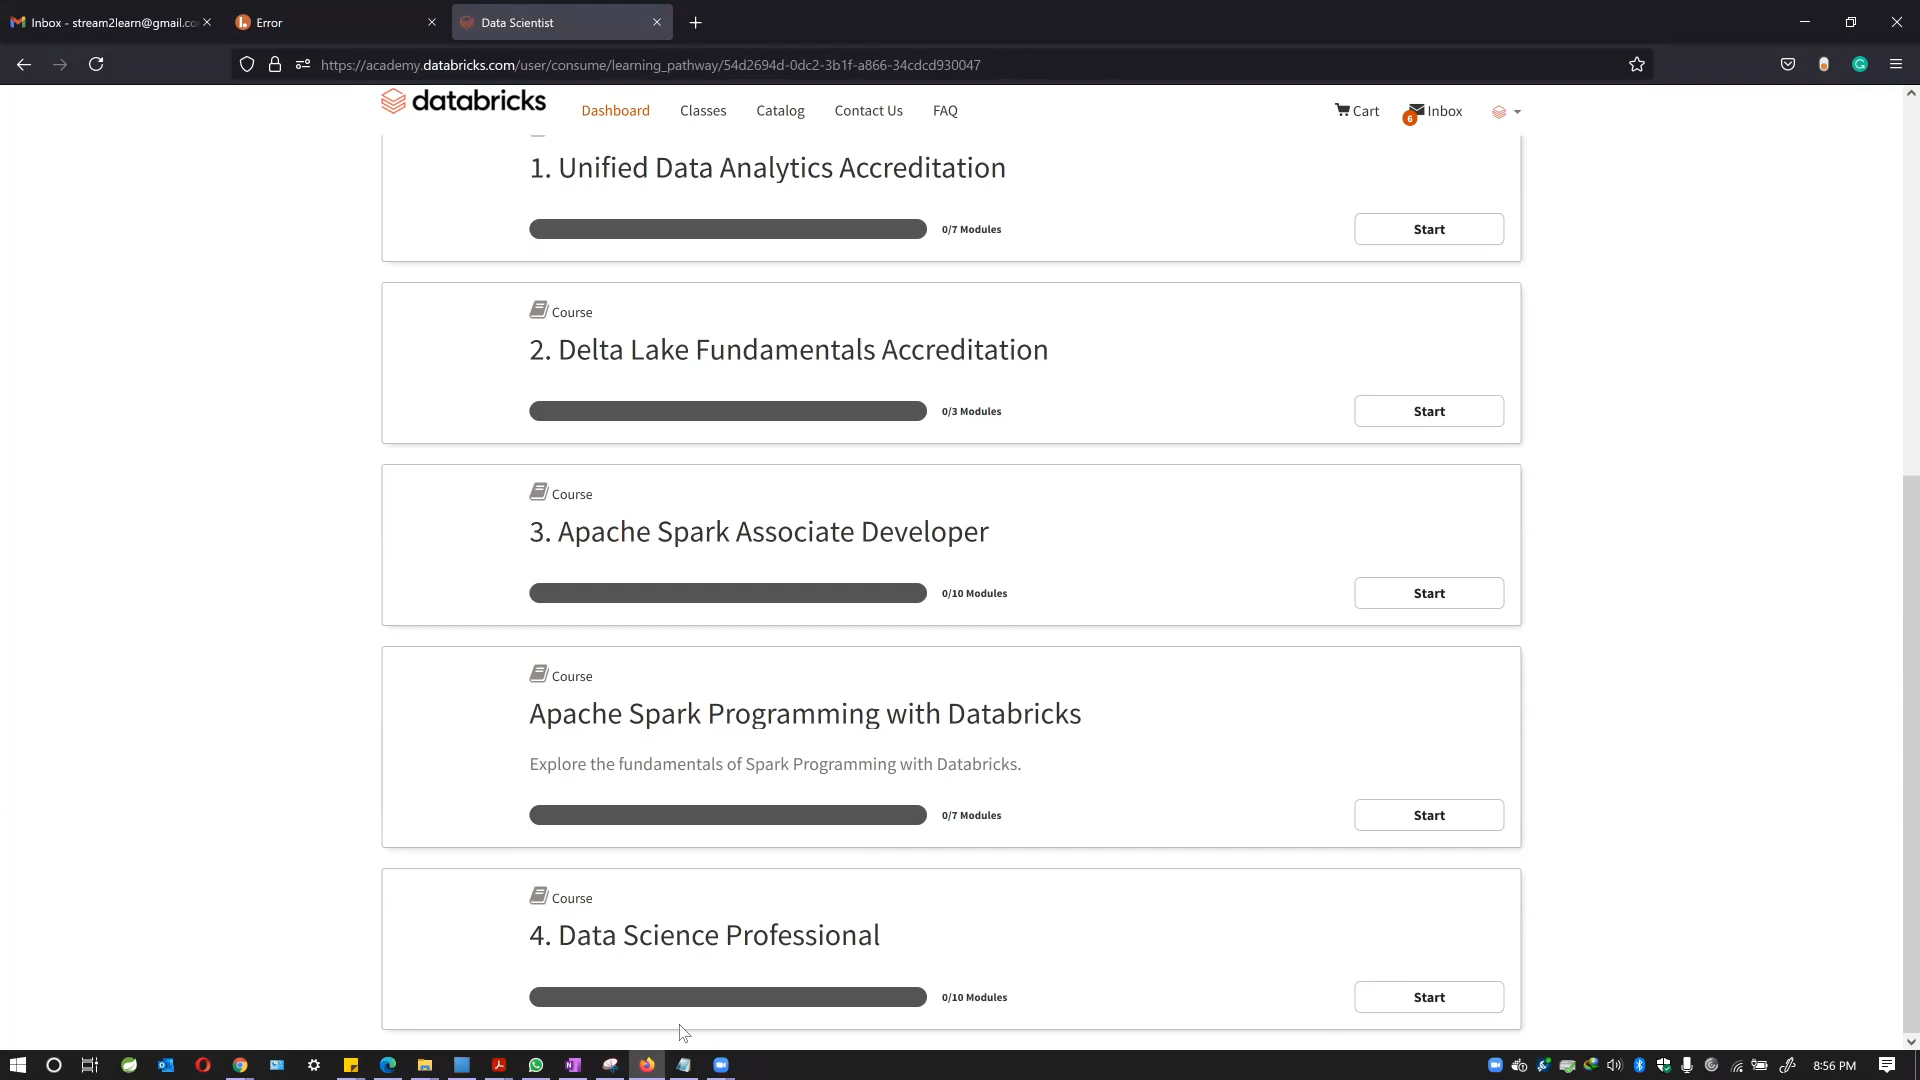 Inbox - stream2learn@gmail.co
Error
Data Scientist
https://academy.databricks.com/user/consume/learning_pathway/54d2694d-0dc2-3b1f-a866-34cdcd930047
databricks
Dashboard
Classes
Catalog
Contact Us
FAQ
Cart
6
Inbox
1. Unified Data Analytics Accreditation
0/7 Modules
Start
Course
2. Delta Lake Fundamentals Accreditation
0/3 Modules
Start
Course
3. Apache Spark Associate Developer
0/10 Modules
Start
Course
Apache Spark Programming with Databricks
Explore the fundamentals of Spark Programming with Databricks.
0/7 Modules
Start
Course
4. Data Science Professional
0/10 Modules
Start
8:56 PM